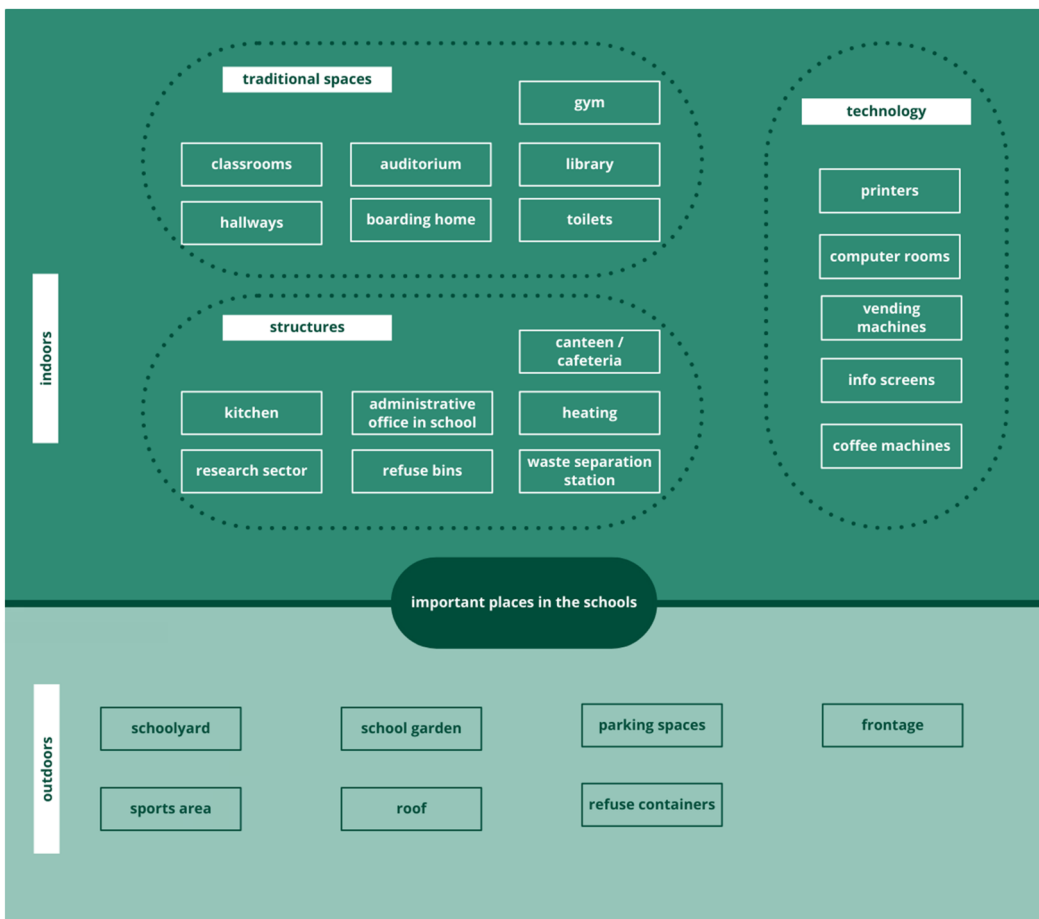 traditional spaces
gym
classrooms
auditorium
library
hallways
boarding home
toilets
technology
printers
computer rooms
vending
machines
info screens
coffee machines
indoors
structures
canteen /
cafeteria
kitchen
administrative
office in school
heating
research sector
refuse bins
waste separation
station
important places in the schools
outdoors
schoolyard
school garden
parking spaces
frontage
sports area
roof
refuse containers